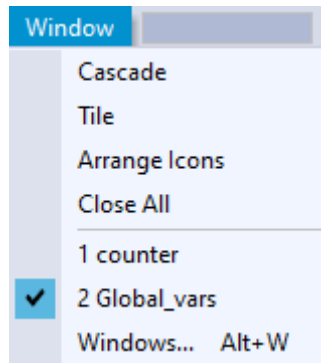 Window
Cascade
Tile
Arrange Icons
Close All
1 counter
2 Global_vars
Windows... Alt+W